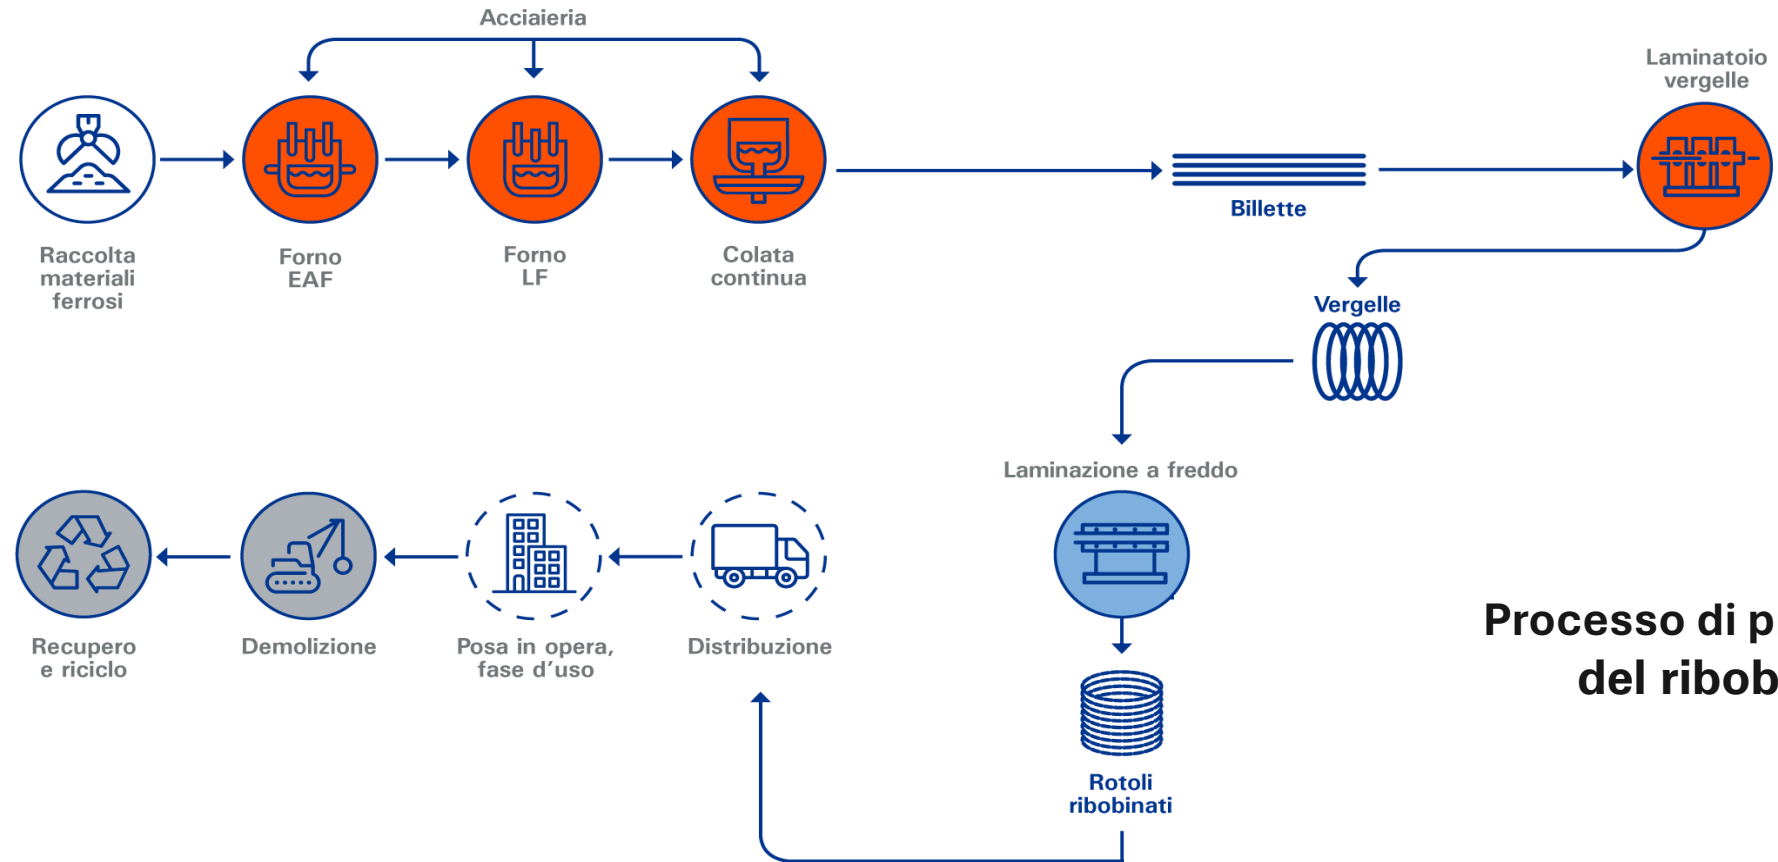 Acciaieria
Laminatoio
vergelle
Raccolta
materiali
ferrosi
Forno
EAF
Forno
LF
Colata
continua
Billette
Vergelle
Laminazione a freddo
Recupero
e riciclo
Demolizione
Posa in opera,
fase d’uso
Distribuzione
Rotoli
ribobinati
Processo di p
del ribob